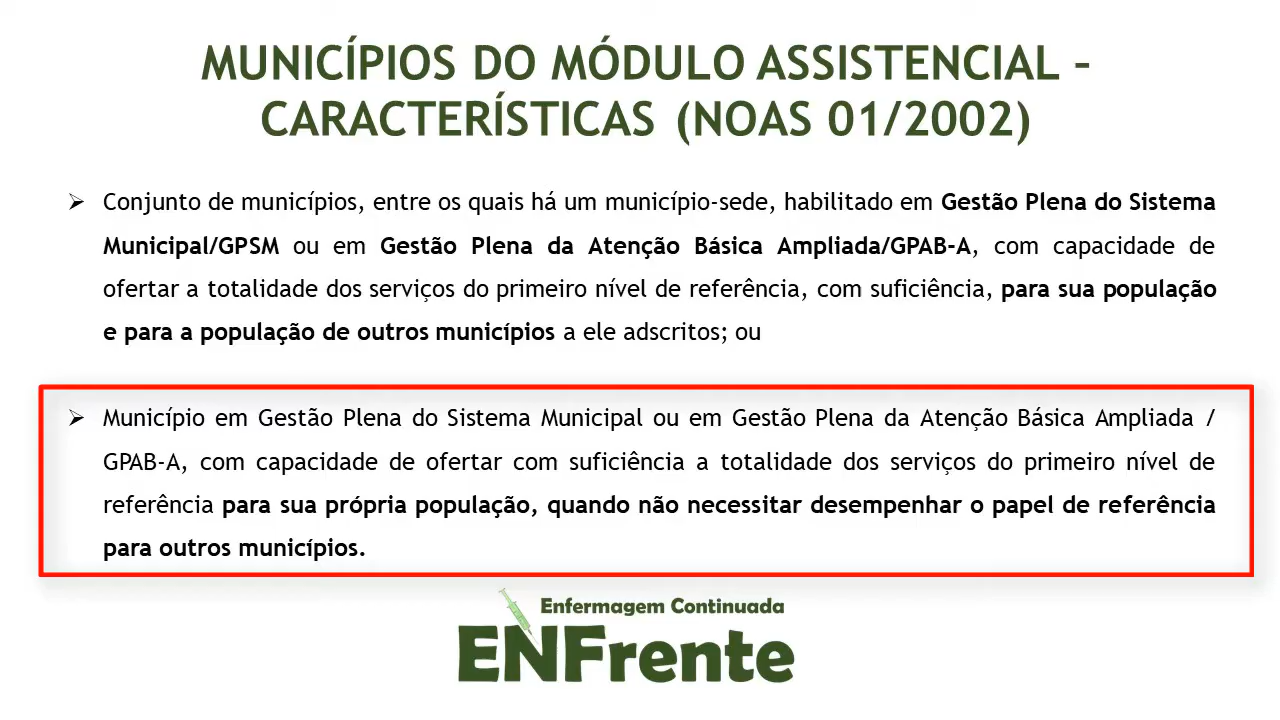 MUNICÍPIOS DO MÓDULO ASSISTENCIAL –
CARACTERÍSTICAS (NOAS 01/2002)
➢ Conjunto de municípios, entre os quais há um município-sede, habilitado em Gestão Plena do Sistema
Municipal/GPSM ou em Gestão Plena da Atenção Básica Ampliada/GPAB-A, com capacidade de
ofertar a totalidade dos serviços do primeiro nível de referência, com suficiência, para sua população
e para a população de outros municípios a ele adscritos; ou
➢ Município em Gestão Plena do Sistema Municipal ou em Gestão Plena da Atenção Básica Ampliada /
GPAB-A, com capacidade de ofertar com suficiência a totalidade dos serviços do primeiro nível de
referência para sua própria população, quando não necessitar desempenhar o papel de referência
para outros municípios.
Enfermagem Continuada
ENFrente